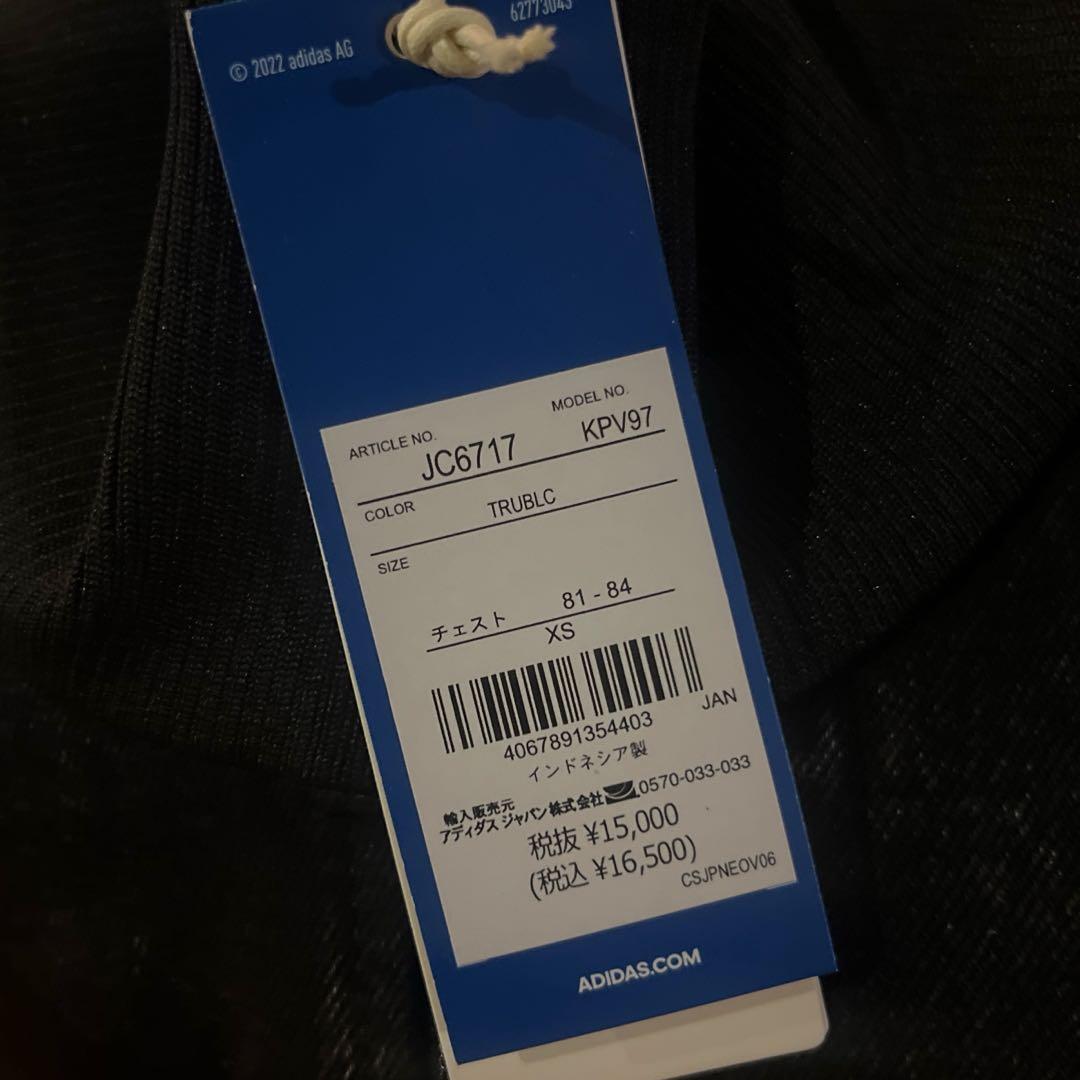 © 2022 adidas AG
62773043
ARTICLE NO. MODEL NO.
JC6717 KPV97
COLOR TRUBLC
SIZE
チェスト 81 - 84
XS
4067891354403 JAN
インドネシア製
輸入販売元
アディダス ジャパン株式会社 0570-033-033
税抜 ¥15,000
(税込 ¥16,500)
CSJPNEOV06
ADIDAS.COM